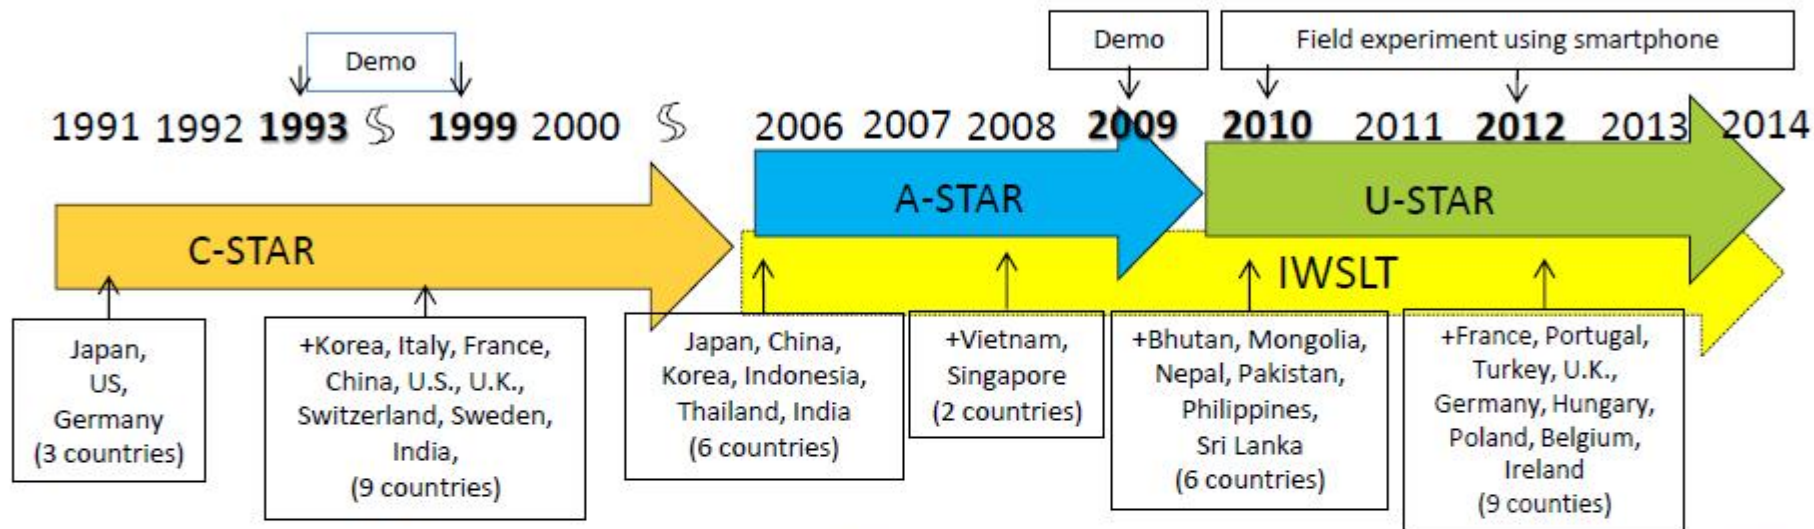 Demo
Demo
Field experiment using smartphone
1991 1992 1993 1999 2000 2006 2007 2008 2009 2010 2011 2012 2013 2014
C-STAR
A-STAR
U-STAR
IWSLT
Japan,
US,
Germany
(3 countries)
+Korea, Italy, France,
China, U.S., U.K.,
Switzerland, Sweden,
India,
(9 countries)
Japan, China,
Korea, Indonesia,
Thailand, India
(6 countries)
+Vietnam,
Singapore
(2 countries)
+Bhutan, Mongolia,
Nepal, Pakistan,
Philippines,
Sri Lanka
(6 countries)
+France, Portugal,
Turkey, U.K.,
Germany, Hungary,
Poland, Belgium,
Ireland
(9 counties)